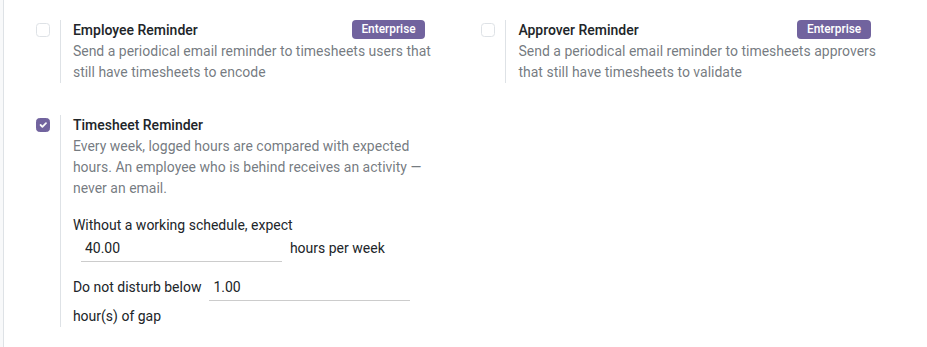 Employee Reminder
Enterprise
Send a periodical email reminder to timesheets users that
still have timesheets to encode
Approver Reminder
Enterprise
Send a periodical email reminder to timesheets approvers
that still have timesheets to validate
Timesheet Reminder
Every week, logged hours are compared with expected
hours. An employee who is behind receives an activity —
never an email.
Without a working schedule, expect
40.00 hours per week
Do not disturb below 1.00
hour(s) of gap